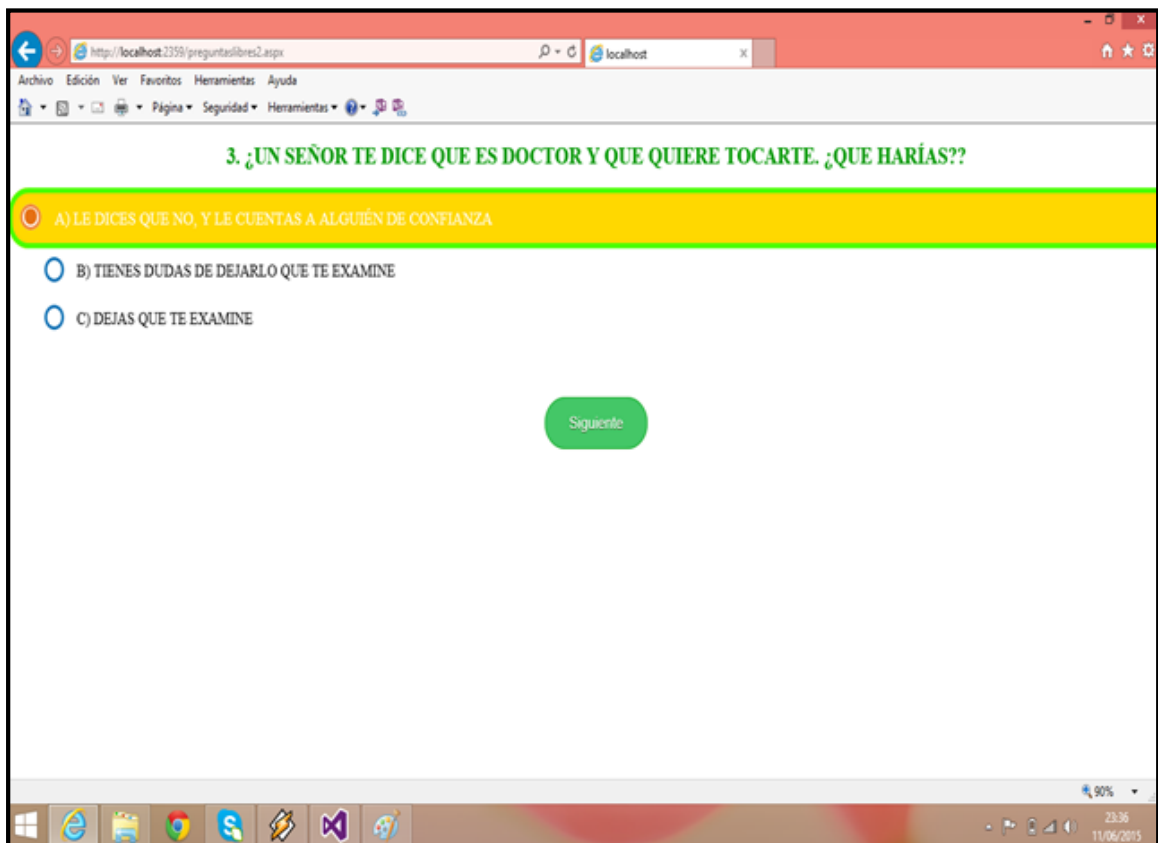 http://localhost:2359/preguntaslibres2.aspx
localhost
Archivo Edición Ver Favoritos Herramientas Ayuda
Página Seguridad Herramientas
3. ¿UN SEÑOR TE DICE QUE ES DOCTOR Y QUE QUIERE TOCARTE. ¿QUE HARÍAS??
A) LE DICES QUE NO, Y LE CUENTAS A ALGUIÉN DE CONFIANZA
B) TIENES DUDAS DE DEJARLO QUE TE EXAMINE
C) DEJAS QUE TE EXAMINE
Siguiente
90%
23:36
11/06/2015